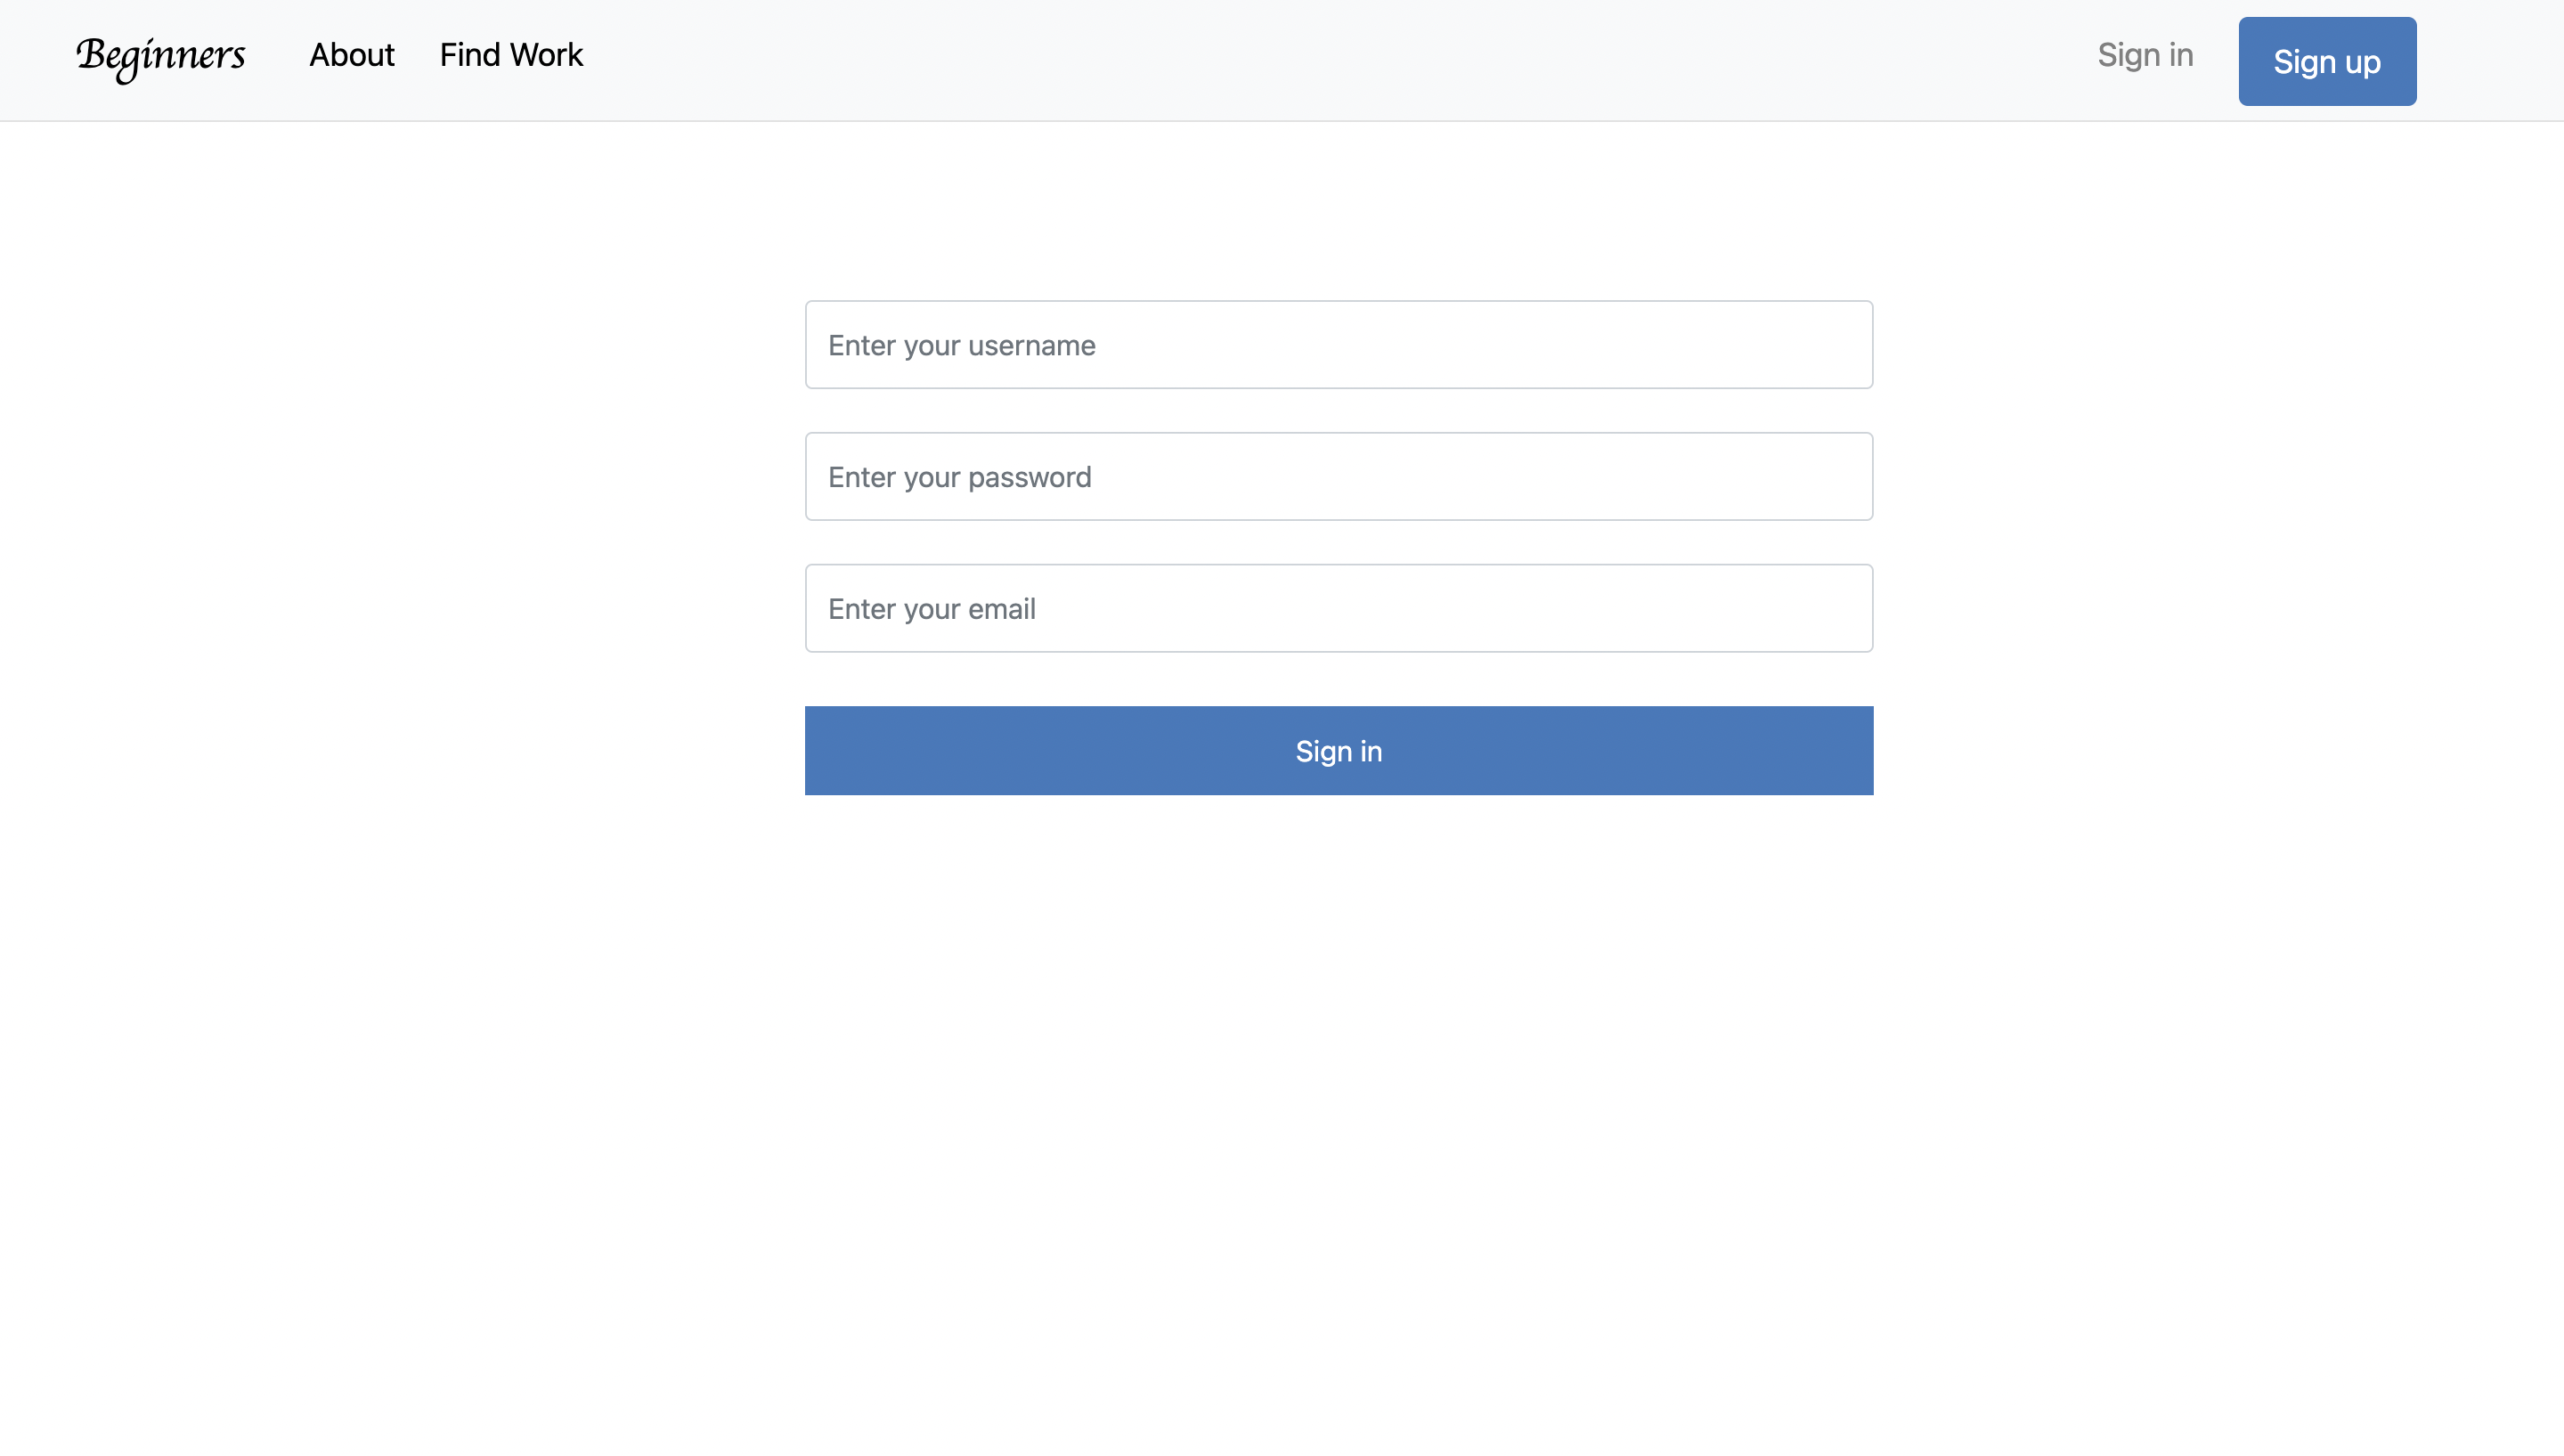 Beginners About Find Work Sign in Sign up
Enter your username
Enter your password
Enter your email
Sign in